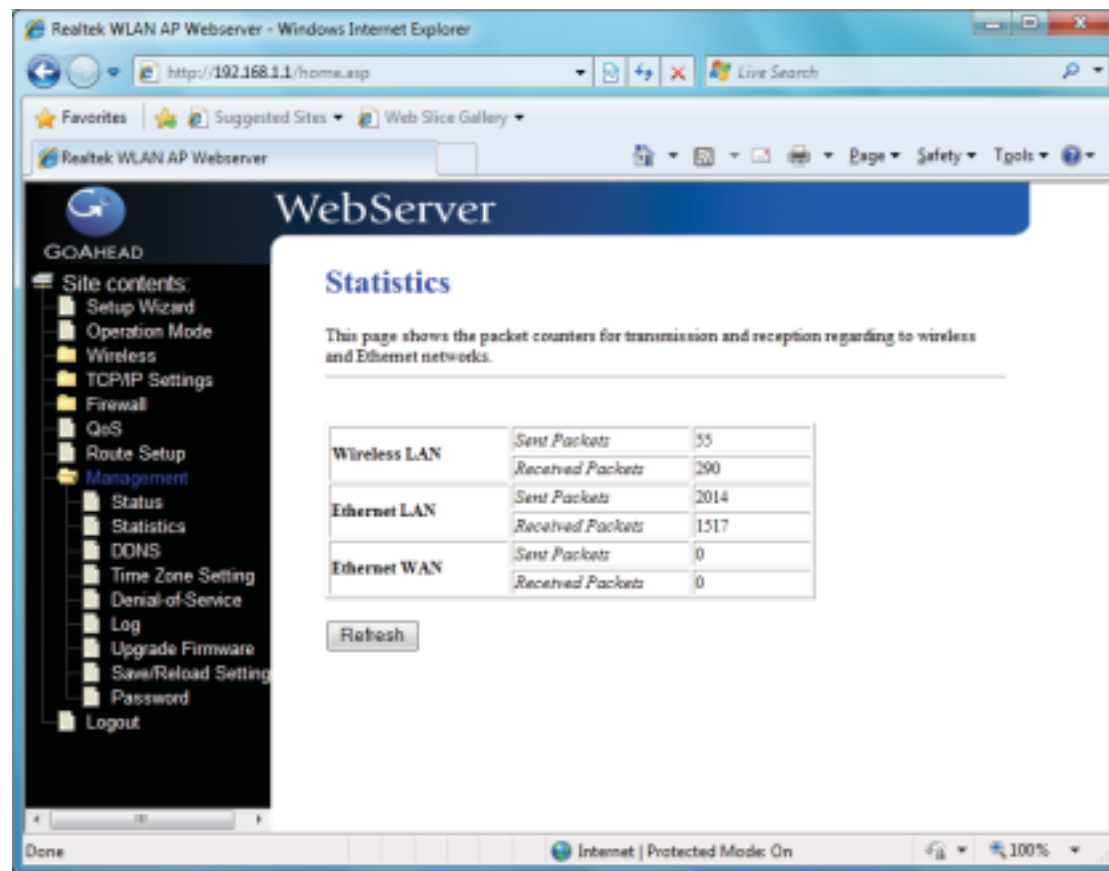 Realtek WLAN AP Webserver - Windows Internet Explorer
http://192.168.1.1/home.asp
Live Search
Favorites
Suggested Sites
Web Slice Gallery
Realtek WLAN AP Webserver
Page
Safety
Tools
GOAHEAD
WebServer
Site contents:
Setup Wizard
Operation Mode
Wireless
TCP/IP Settings
Firewall
QoS
Route Setup
Management
Status
Statistics
DDNS
Time Zone Setting
Denial-of-Service
Log
Upgrade Firmware
Save/Reload Setting
Password
Logout
Statistics
This page shows the packet counters for transmission and reception regarding to wireless
and Ethernet networks.
Wireless LAN
Sent Packets 55
Received Packets 290
Ethernet LAN
Sent Packets 2014
Received Packets 1517
Ethernet WAN
Sent Packets 0
Received Packets 0
Refresh
Done
Internet | Protected Mode: On
100%